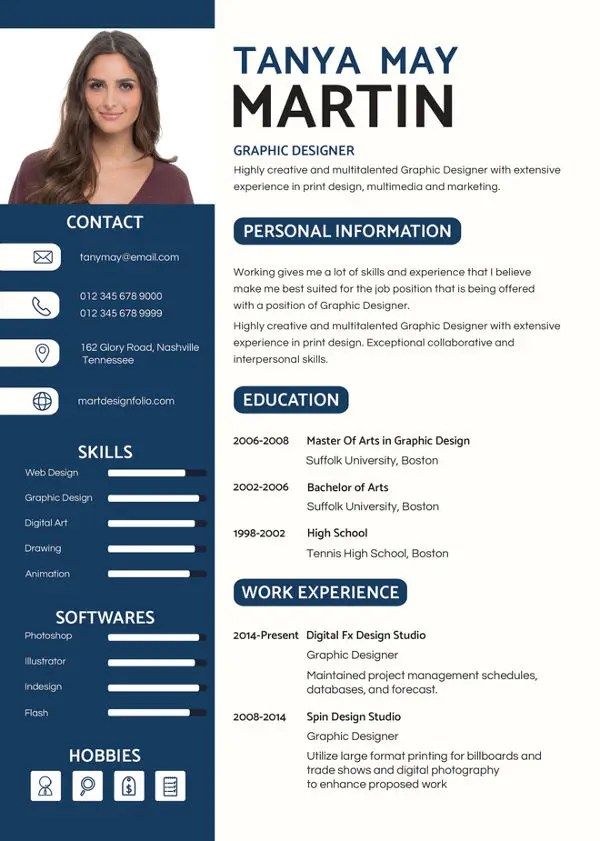 TANYA MAY
MARTIN
GRAPHIC DESIGNER
Highly creative and multitalented Graphic Designer with extensive
experience in print design, multimedia and marketing.
CONTACT
tanymay@email.com
012 345 678 9000
012 345 678 9999
162 Glory Road, Nashville
Tennessee
martdesignfolio.com
SKILLS
Web Design
Graphic Design
Digital Art
Drawing
Animation
SOFTWARES
Photoshop
Illustrator
Indesign
Flash
HOBBIES
$
PERSONAL INFORMATION
Working gives me a lot of skills and experience that I believe
make me best suited for the job position that is being offered
with a position of Graphic Designer.
Highly creative and multitalented Graphic Designer with extensive
experience in print design. Exceptional collaborative and
interpersonal skills.
EDUCATION
2006-2008 Master Of Arts in Graphic Design
Suffolk University, Boston
2002-2006 Bachelor of Arts
Suffolk University, Boston
1998-2002 High School
Tennis High School, Boston
WORK EXPERIENCE
2014-Present Digital Fx Design Studio
Graphic Designer
Maintained project management schedules,
databases, and forecast.
2008-2014 Spin Design Studio
Graphic Designer
Utilize large format printing for billboards and
trade shows and digital photography
to enhance proposed work